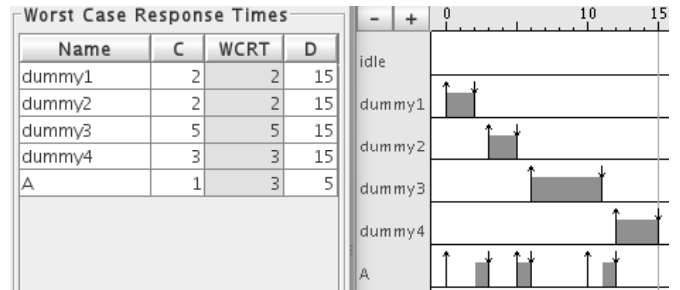 Worst Case Response Times
Name C WCRT D
dummy1 2 2 15
dummy2 2 2 15
dummy3 5 5 15
dummy4 3 3 15
A 1 3 5
- + 0 10 15
idle
dummy1
dummy2
dummy3
dummy4
A